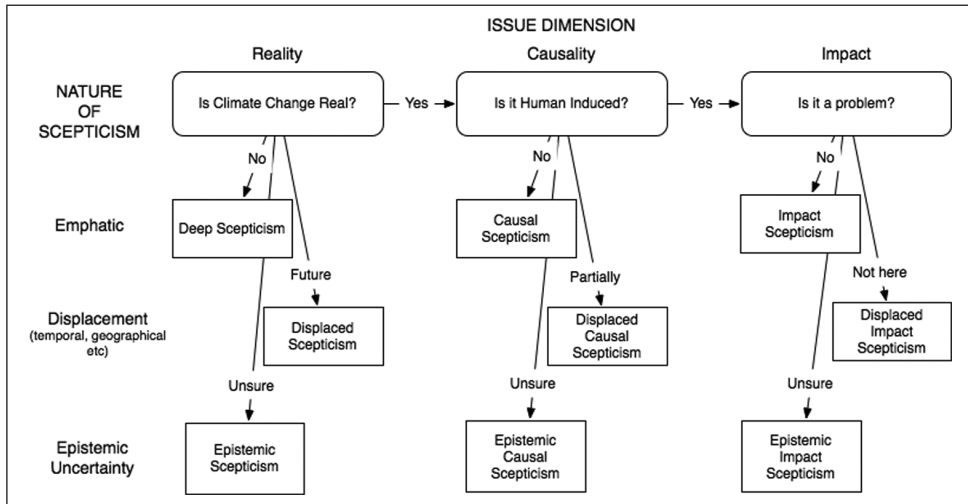 ISSUE DIMENSION
Reality
Causality
Impact
NATURE
OF
SCEPTICISM
Is Climate Change Real?
Yes
Is it Human Induced?
Yes
Is it a problem?
No
No
No
Emphatic
Deep Scepticism
Causal
Scepticism
Impact
Scepticism
Future
Partially
Not here
Displacement
(temporal, geographical
etc)
Displaced
Scepticism
Displaced
Causal
Scepticism
Displaced
Impact
Scepticism
Unsure
Unsure
Unsure
Epistemic
Uncertainty
Epistemic
Scepticism
Epistemic
Causal
Scepticism
Epistemic
Impact
Scepticism